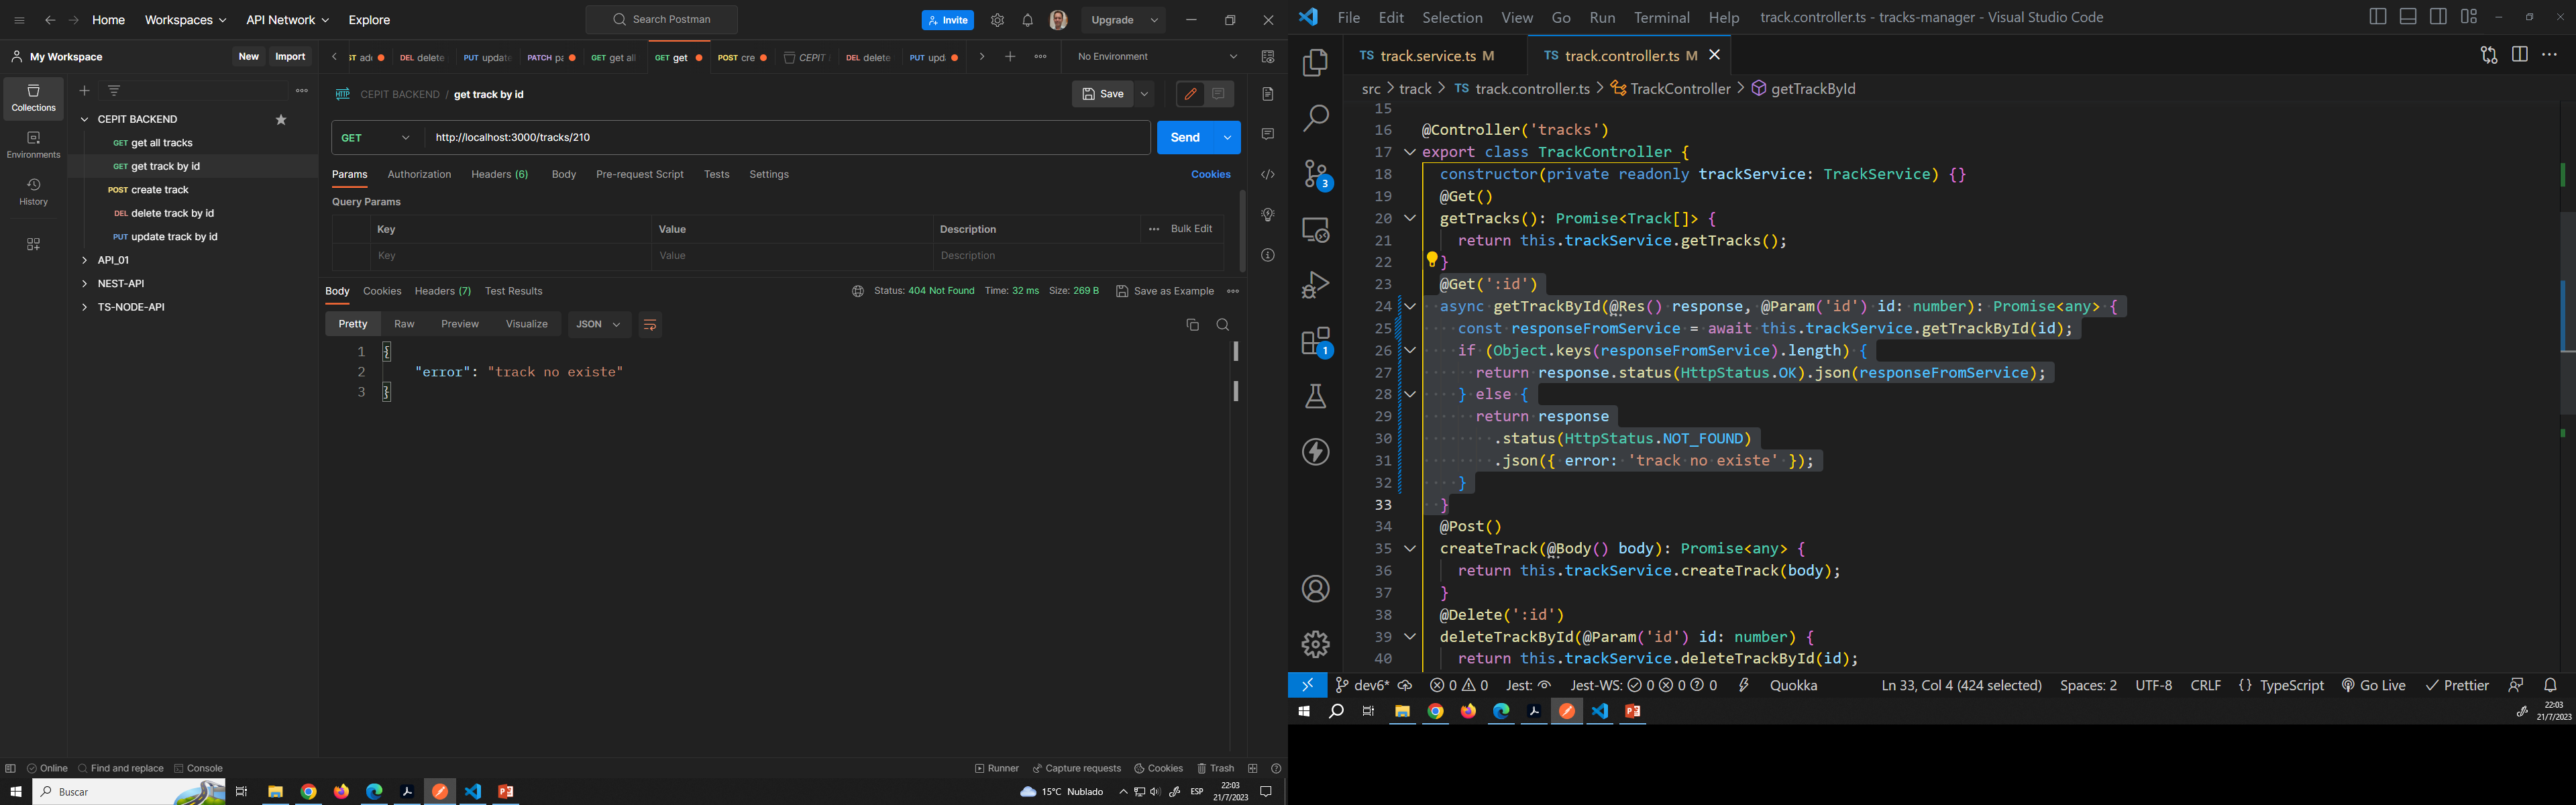 Home Workspaces API Network Explore
Search Postman
Invite
Upgrade
My Workspace
New Import
DEL delete
PUT update
PATCH
GET get all
GET get
POST cre
CEPIT
DEL delete
PUT upd
No Environment
Collections
Environments
History
CEPIT BACKEND
GET get all tracks
GET get track by id
POST create track
DEL delete track by id
PUT update track by id
API_01
NEST-API
TS-NODE-API
HTTP CEPIT BACKEND / get track by id
Save
GET http://localhost:3000/tracks/210
Send
Params Authorization Headers (6) Body Pre-request Script Tests Settings
Cookies
Query Params
Key Value Description Bulk Edit
Key Value Description
Body Cookies Headers (7) Test Results
Status: 404 Not Found Time: 32 ms Size: 269 B Save as Example
Pretty Raw Preview Visualize JSON
1 {
2 "error": "track no existe"
3 }
Online Find and replace Console
Runner Capture requests Cookies Trash
Buscar
15°C Nublado ESP 22:03
21/7/2023
File Edit Selection View Go Run Terminal Help track.controller.ts - tracks-manager - Visual Studio Code
TS track.service.ts M TS track.controller.ts M
src > track > TS track.controller.ts > TrackController > getTrackById
3
1
15
16 @Controller('tracks')
17 export class TrackController {
18 constructor(private readonly trackService: TrackService) {}
19 @Get()
20 getTracks(): Promise<Track[]> {
21 return this.trackService.getTracks();
22 }
23 @Get(':id')
24 async getTrackById(@Res() response, @Param('id') id: number): Promise<any> {
25 const responseFromService = await this.trackService.getTrackById(id);
26 if (Object.keys(responseFromService).length) {
27 return response.status(HttpStatus.OK).json(responseFromService);
28 } else {
29 return response
30 .status(HttpStatus.NOT_FOUND)
31 .json({ error: 'track no existe' });
32 }
33 }
34 @Post()
35 createTrack(@Body() body): Promise<any> {
36 return this.trackService.createTrack(body);
37 }
38 @Delete(':id')
39 deleteTrackById(@Param('id') id: number) {
40 return this.trackService.deleteTrackById(id);
dev6* 0 0 Jest: Jest-WS: 0 0 0 Quokka
Ln 33, Col 4 (424 selected) Spaces: 2 UTF-8 CRLF {} TypeScript Go Live Prettier
22:03
21/7/2023